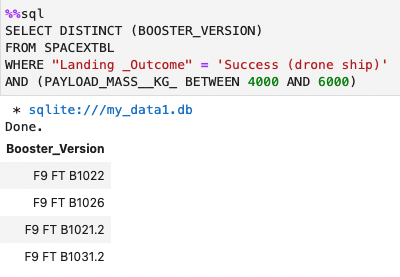 %%sql
SELECT DISTINCT (BOOSTER_VERSION)
FROM SPACEXTBL
WHERE "Landing _Outcome" = 'Success (drone ship)'
AND (PAYLOAD_MASS__KG_ BETWEEN 4000 AND 6000)
* sqlite:///my_data1.db
Done.
Booster_Version
F9 FT B1022
F9 FT B1026
F9 FT B1021.2
F9 FT B1031.2